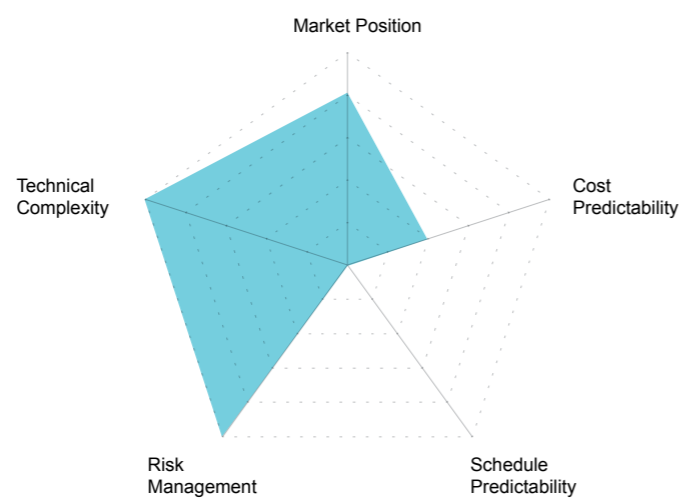 Market Position
Technical
Complexity
Cost
Predictability
Risk
Management
Schedule
Predictability